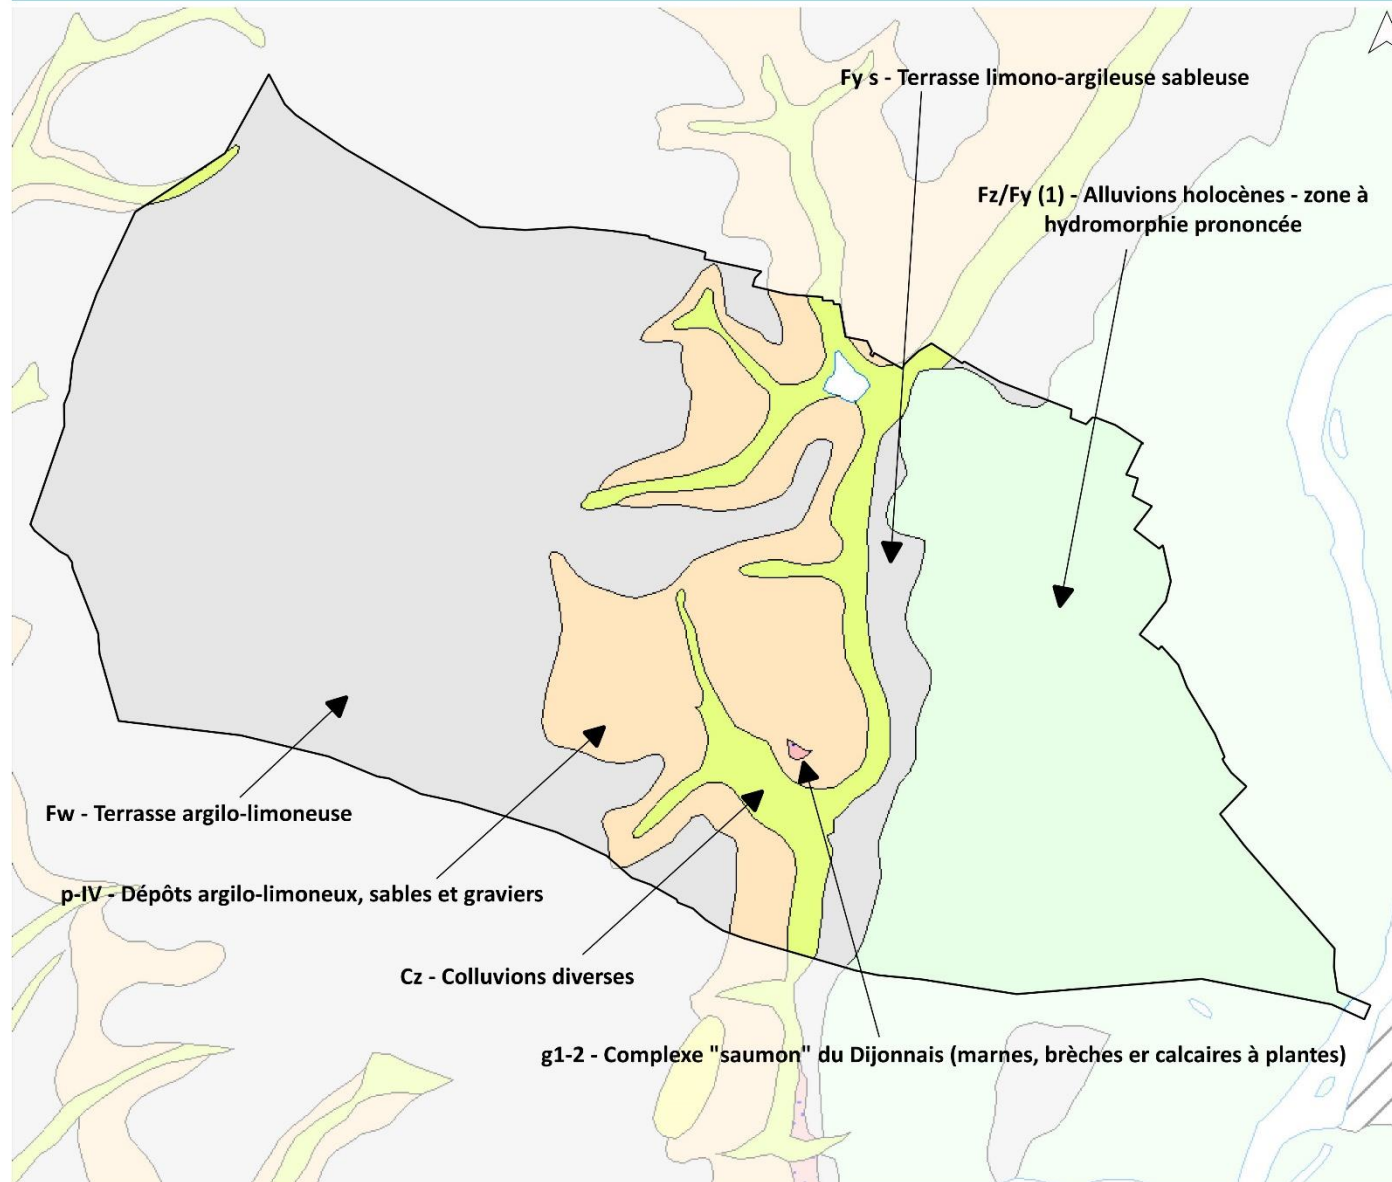 Fy s - Terrasse limono-argileuse sableuse
Fz/Fy (1) - Alluvions holocènes - zone à
hydromorphie prononcée
Fw - Terrasse argilo-limoneuse
p-IV - Dépôts argilo-limoneux, sables et graviers
Cz - Colluvions diverses
g1-2 - Complexe "saumon" du Dijonnais (marnes, brèches er calcaires à plantes)